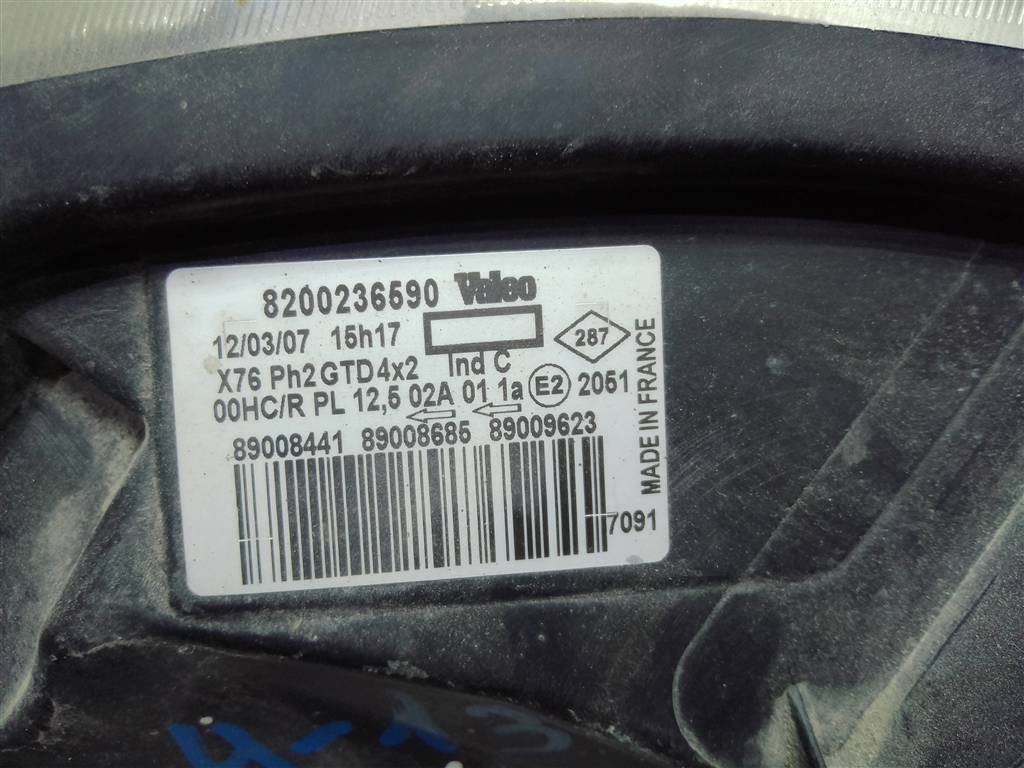 8200236590 Valeo
12/03/07 15h17
287
X76 Ph2 GTD 4x2 Ind C
00HC/R PL 12,5 02A 01 1a E2 2051
89008441 89008685 89009623
7091
MADE IN FRANCE